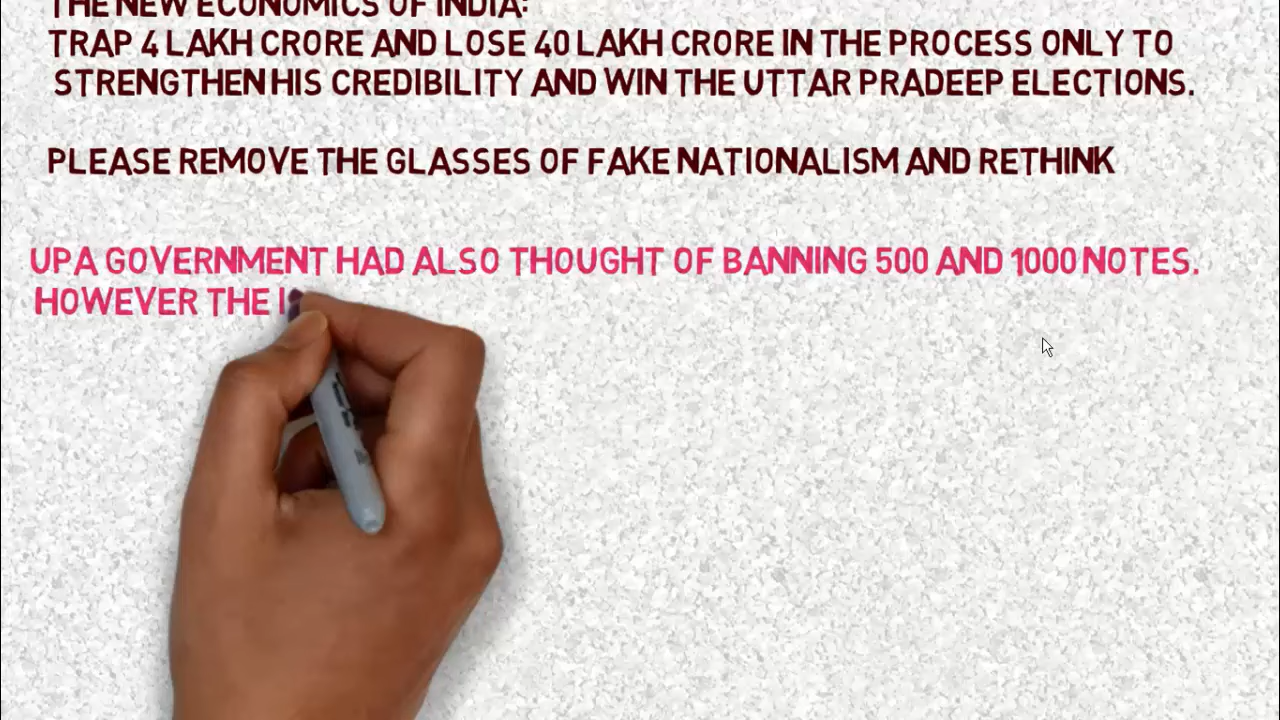 THE NEW ECONOMICS OF INDIA:
TRAP 4 LAKH CRORE AND LOSE 40 LAKH CRORE IN THE PROCESS ONLY TO
STRENGTHEN HIS CREDIBILITY AND WIN THE UTTAR PRADEEP ELECTIONS.
PLEASE REMOVE THE GLASSES OF FAKE NATIONALISM AND RETHINK
UPA GOVERNMENT HAD ALSO THOUGHT OF BANNING 500 AND 1000 NOTES.
HOWEVER THE I